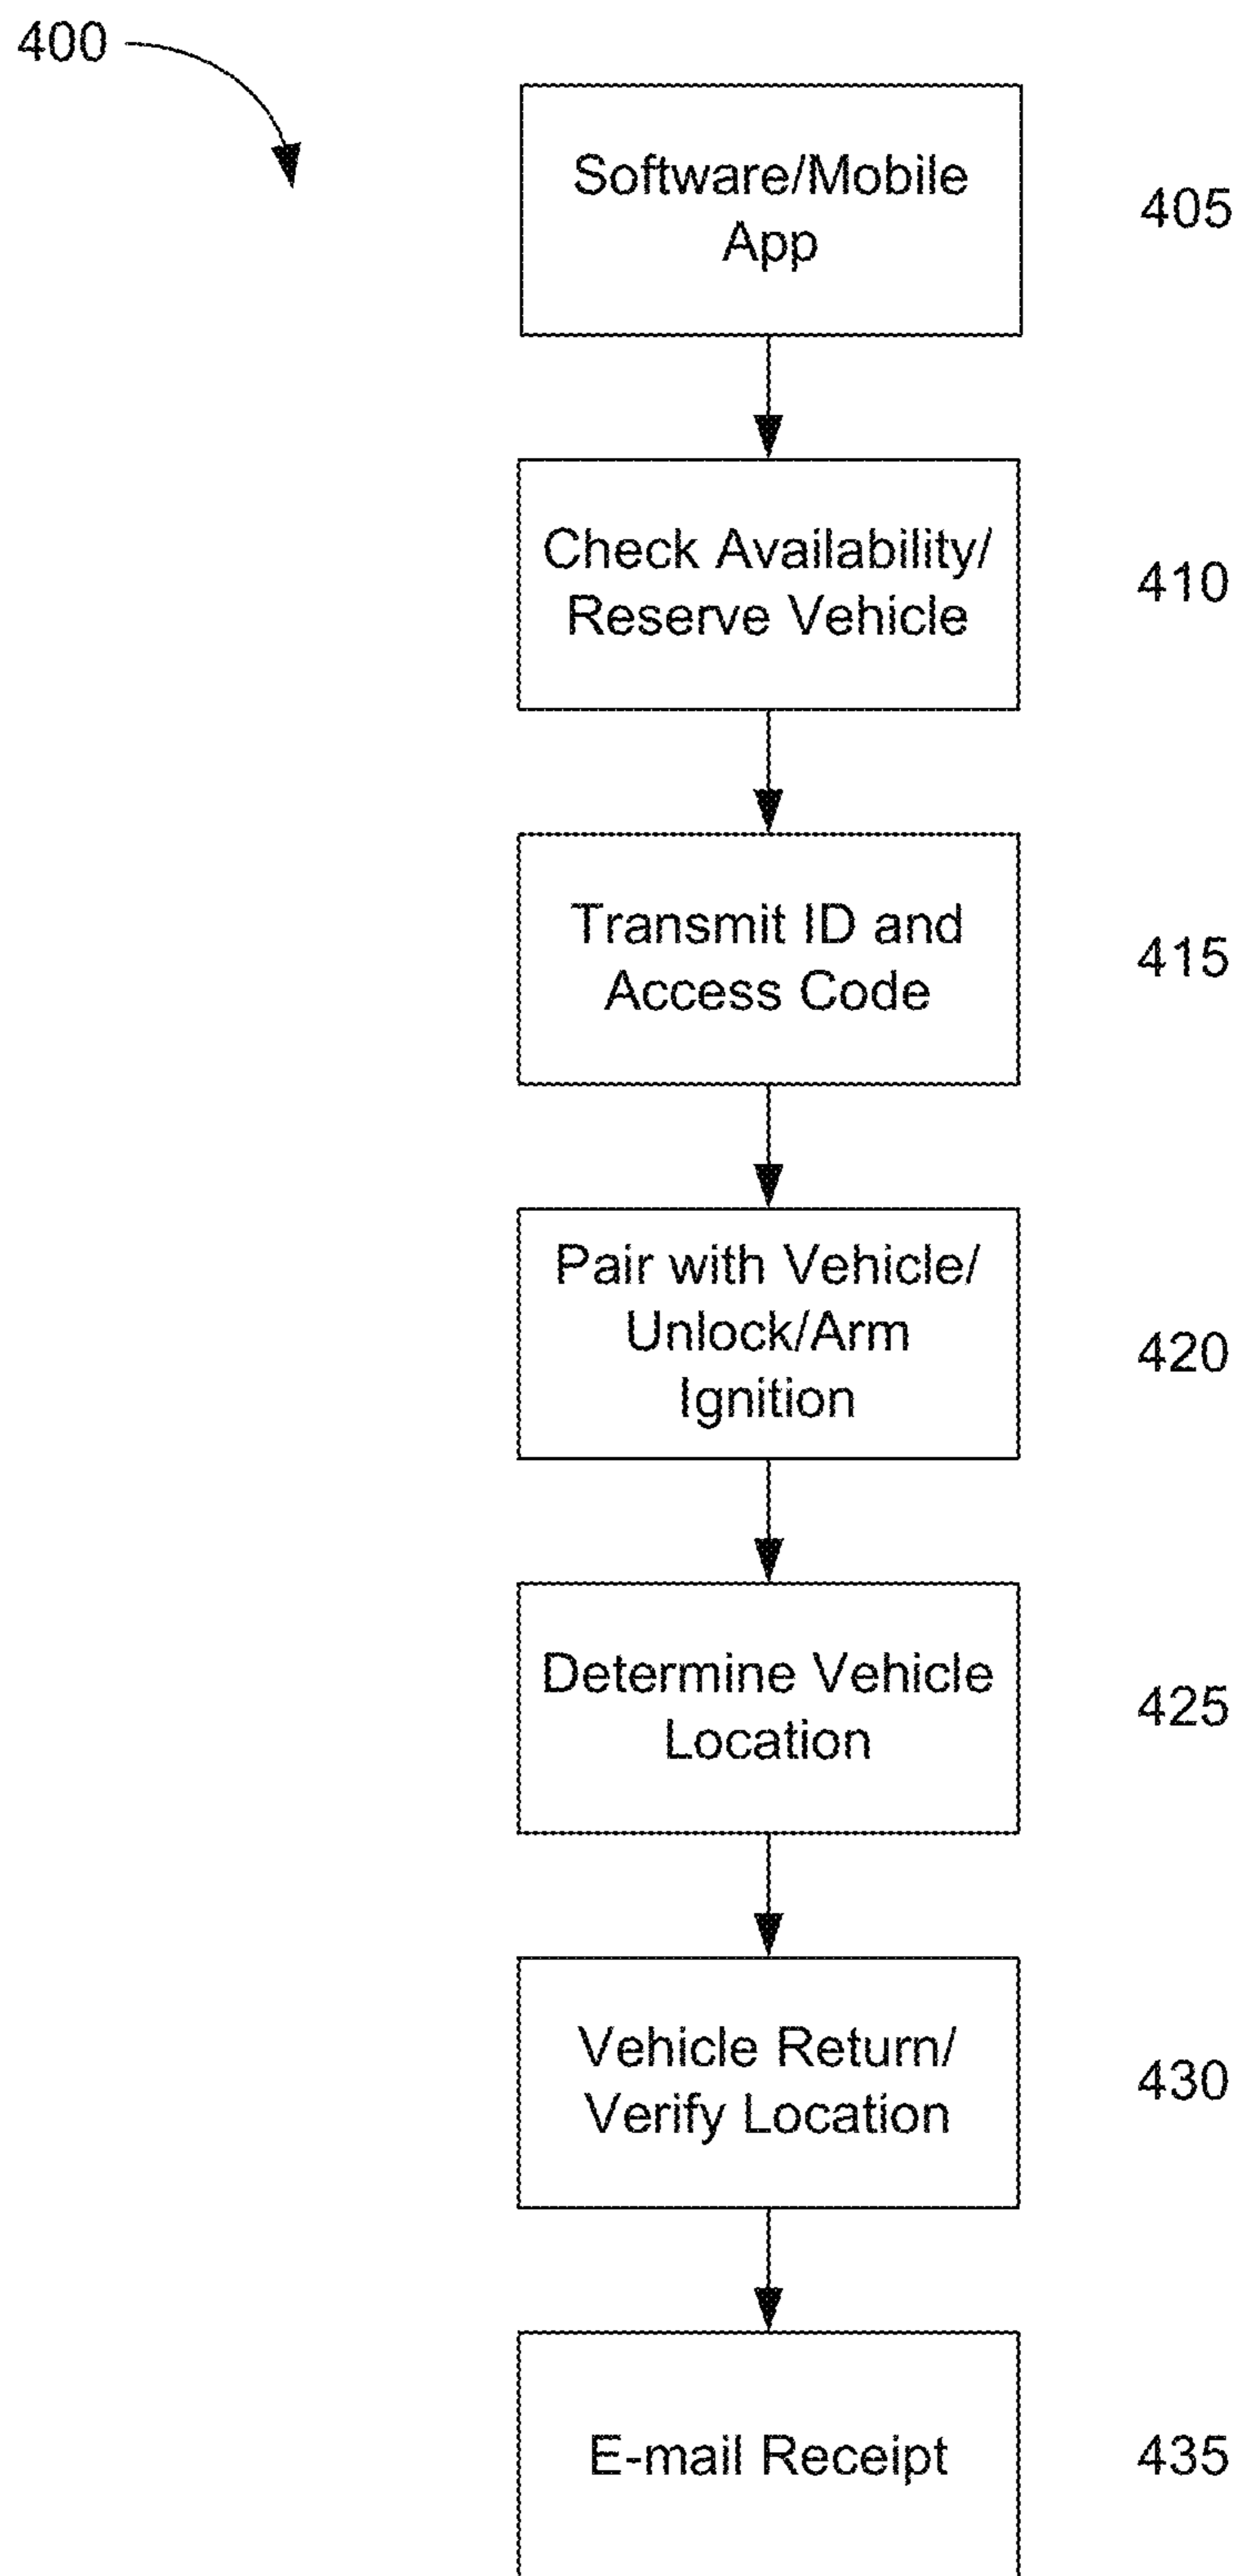 400
Software/Mobile
App
405
Check Availability/
Reserve Vehicle
410
Transmit ID and
Access Code
415
Pair with Vehicle/
Unlock/Arm
Ignition
420
Determine Vehicle
Location
425
Vehicle Return/
Verify Location
430
E-mail Receipt
435